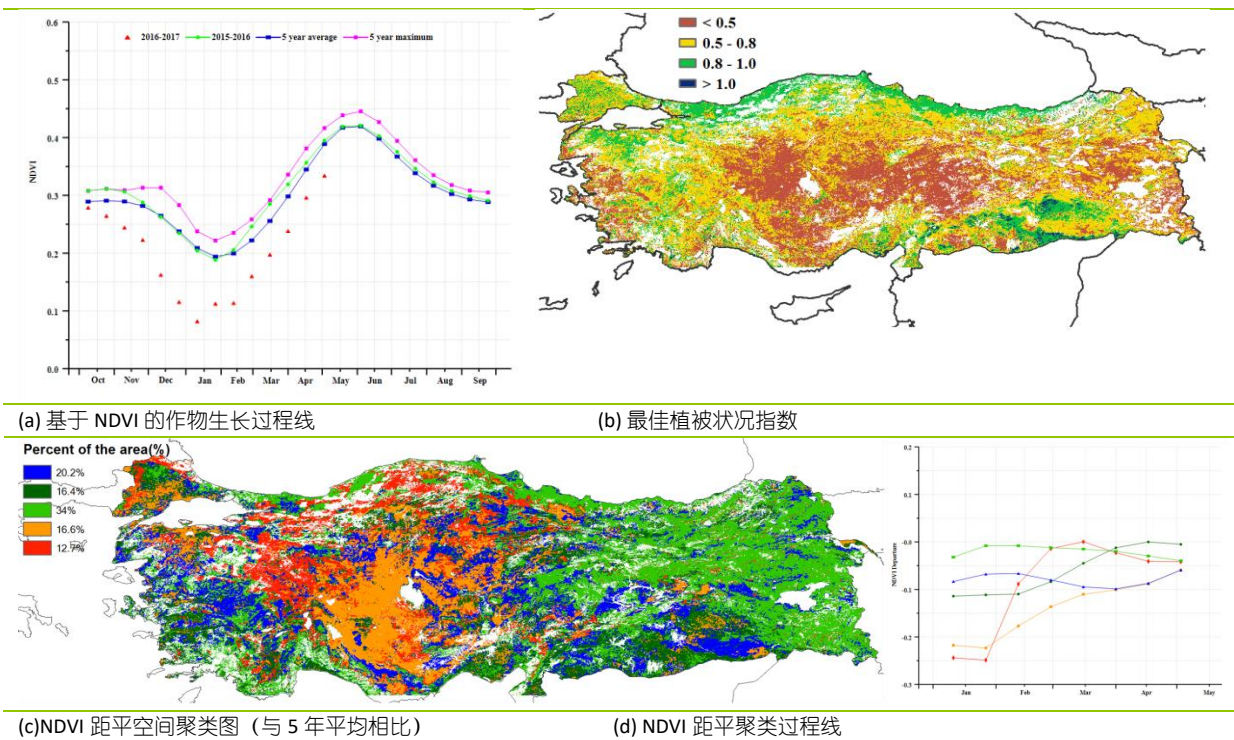 0.6
0.5
0.4
0.3
0.2
0.1
0.0
NDVI
2016-2017 2015-2016 5 year average 5 year maximum
Oct Nov Dec Jan Feb Mar Apr May Jun Jul Aug Sep
< 0.5
0.5 - 0.8
0.8 - 1.0
> 1.0
(a) 基于 NDVI 的作物生长过程线
(b) 最佳植被状况指数
Percent of the area(%)
20.2%
16.4%
34%
16.6%
12.7%
0.2
0.1
-0.0
-0.1
-0.2
-0.3
NDVI Departure
Jan Feb Mar Apr May
(c)NDVI 距平空间聚类图（与 5 年平均相比）
(d) NDVI 距平聚类过程线